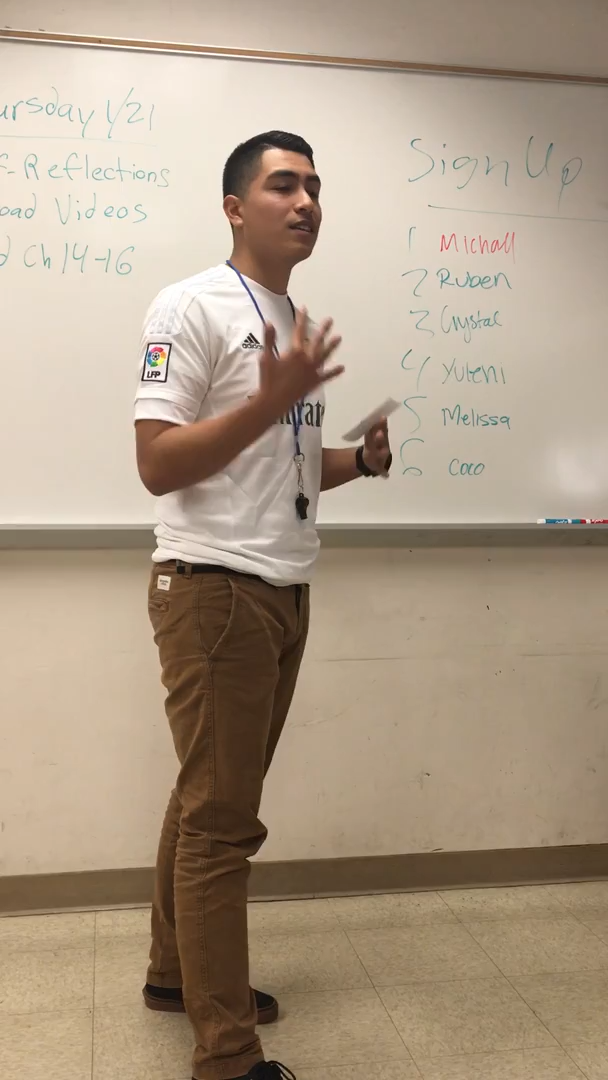 ursday 1/21
f-Reflections
oad Videos
d Ch 14-16
Sign Up
1 Michall
2 Ruben
3 Crystal
4 Yuleni
5 Melissa
6 Coco
adidas
LFP